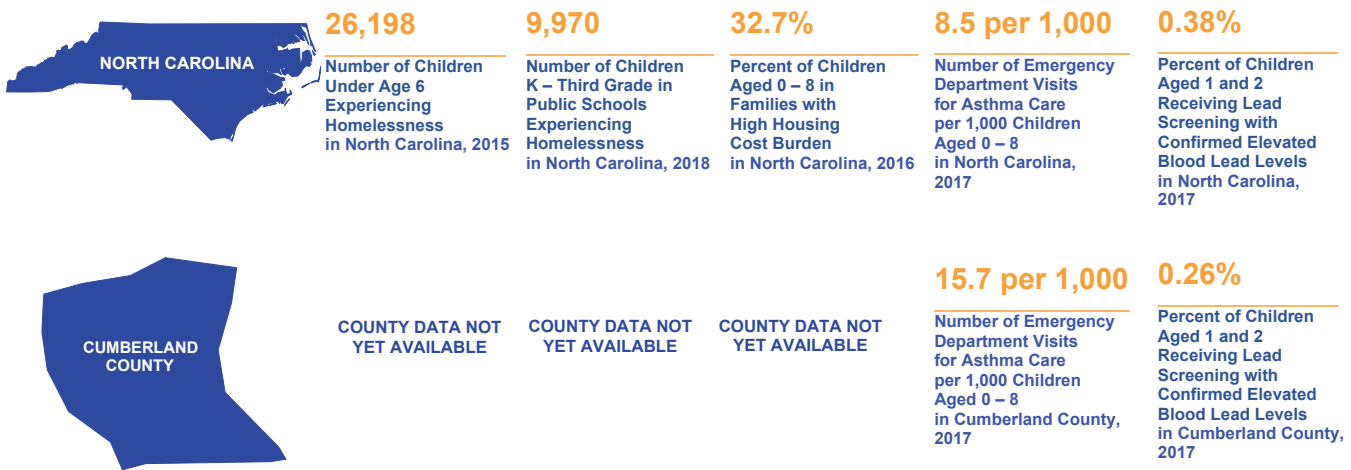 NORTH CAROLINA
26,198
Number of Children
Under Age 6
Experiencing
Homelessness
in North Carolina, 2015
9,970
Number of Children
K – Third Grade in
Public Schools
Experiencing
Homelessness
in North Carolina, 2018
32.7%
Percent of Children
Aged 0 – 8 in
Families with
High Housing
Cost Burden
in North Carolina, 2016
8.5 per 1,000
Number of Emergency
Department Visits
for Asthma Care
per 1,000 Children
Aged 0 – 8
in North Carolina,
2017
0.38%
Percent of Children
Aged 1 and 2
Receiving Lead
Screening with
Confirmed Elevated
Blood Lead Levels
in North Carolina,
2017
CUMBERLAND
COUNTY
COUNTY DATA NOT
YET AVAILABLE
COUNTY DATA NOT
YET AVAILABLE
COUNTY DATA NOT
YET AVAILABLE
15.7 per 1,000
Number of Emergency
Department Visits
for Asthma Care
per 1,000 Children
Aged 0 – 8
in Cumberland County,
2017
0.26%
Percent of Children
Aged 1 and 2
Receiving Lead
Screening with
Confirmed Elevated
Blood Lead Levels
in Cumberland County,
2017